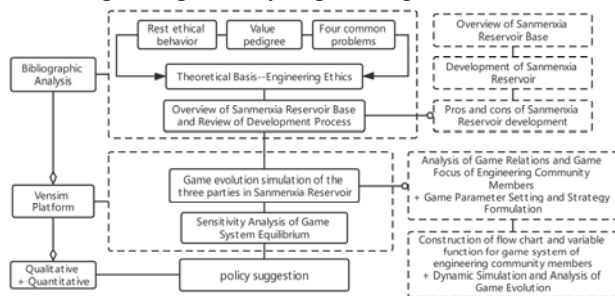 Rest ethical
behavior
Value
pedigree
Four common
problems
Theoretical Basis--Engineering Ethics
Overview of Sanmenxia Reservoir Base
and Review of Development Process
Bibliographic
Analysis
Overview of Sanmenxia
Reservoir Base
Development of Sanmenxia
Reservoir
Pros and cons of Sanmenxia
Reservoir development
Game evolution simulation of the
three parties in Sanmenxia Reservoir
Sensitivity Analysis of Game
System Equilibrium
Vensim
Platform
Analysis of Game Relations and Game
Focus of Engineering Community
Members
+ Game Parameter Setting and Strategy
Formulation
Construction of flow chart and variable
function for game system of
engineering community members
+ Dynamic Simulation and Analysis of
Game Evolution
Qualitative
+ Quantitative
policy suggestion